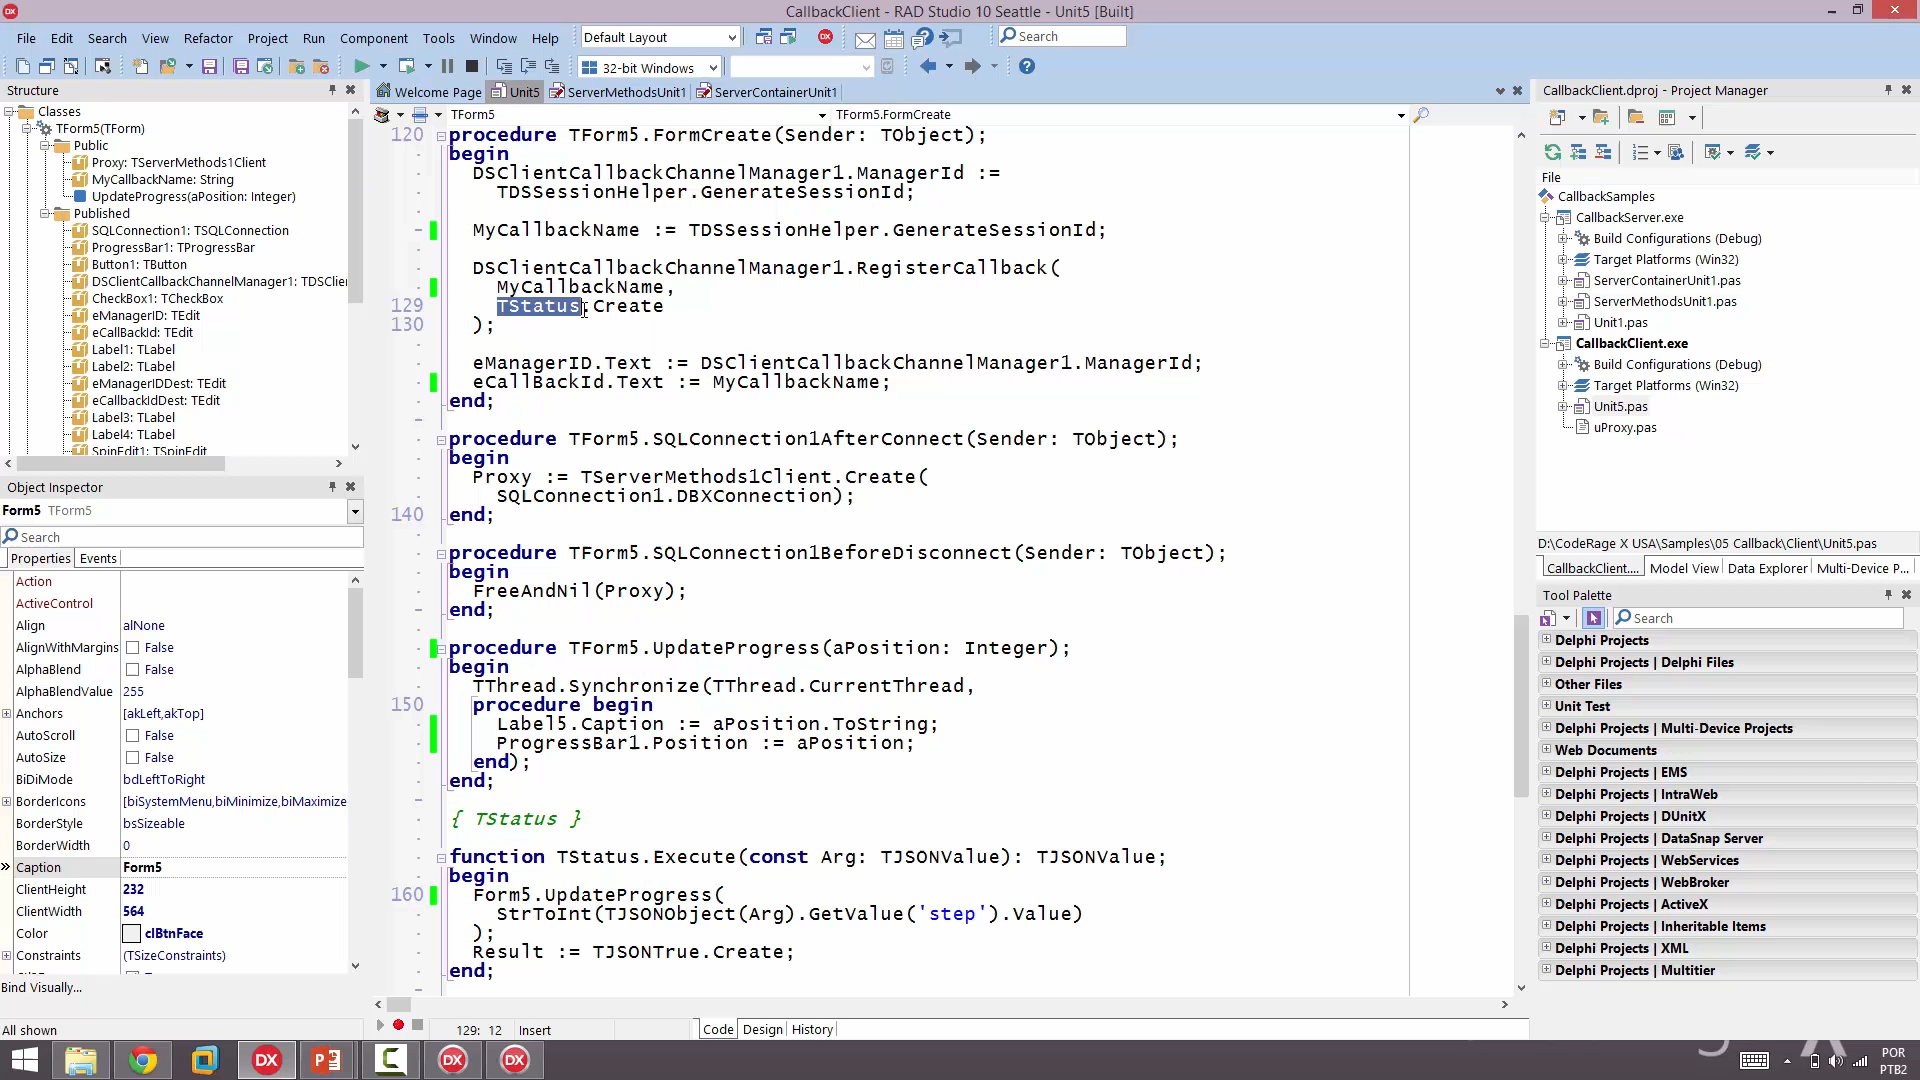 CallbackClient - RAD Studio 10 Seattle - Unit5 [Built]
File Edit Search View Refactor Project Run Component Tools Window Help
Default Layout
Search
32-bit Windows
Structure
Classes
TForm5(TForm)
Public
Proxy: TServerMethods1Client
MyCallbackName: String
UpdateProgress(aPosition: Integer)
Published
SQLConnection1: TSQLConnection
ProgressBar1: TProgressBar
Button1: TButton
DSClientCallbackChannelManager1: TDSClier
CheckBox1: TCheckBox
eManagerID: TEdit
eCallBackId: TEdit
Label1: TLabel
Label2: TLabel
eManagerIDDest: TEdit
eCallbackIdDest: TEdit
Label3: TLabel
Label4: TLabel
SpinEdit1: TSpinEdit
Object Inspector
Form5 TForm5
Search
Properties Events
Action
ActiveControl
Align alNone
AlignWithMargins False
AlphaBlend False
AlphaBlendValue 255
Anchors [akLeft,akTop]
AutoScroll False
AutoSize False
BiDiMode bdLeftToRight
BorderIcons [biSystemMenu,biMinimize,biMaximize
BorderStyle bsSizeable
BorderWidth 0
Caption Form5
ClientHeight 232
ClientWidth 564
Color clBtnFace
Constraints (TSizeConstraints)
Bind Visually...
All shown
Welcome Page Unit5 ServerMethodsUnit1 ServerContainerUnit1
TForm5 TForm5.FormCreate
120 procedure TForm5.FormCreate(Sender: TObject);
begin
DSClientCallbackChannelManager1.ManagerId :=
TDSSessionHelper.GenerateSessionId;
MyCallbackName := TDSSessionHelper.GenerateSessionId;
DSClientCallbackChannelManager1.RegisterCallback(
MyCallbackName,
129 TStatus.Create
130 );
eManagerID.Text := DSClientCallbackChannelManager1.ManagerId;
eCallBackId.Text := MyCallbackName;
end;
procedure TForm5.SQLConnection1AfterConnect(Sender: TObject);
begin
Proxy := TServerMethods1Client.Create(
SQLConnection1.DBXConnection);
140 end;
procedure TForm5.SQLConnection1BeforeDisconnect(Sender: TObject);
begin
FreeAndNil(Proxy);
end;
procedure TForm5.UpdateProgress(aPosition: Integer);
begin
TThread.Synchronize(TThread.CurrentThread,
150 procedure begin
Label5.Caption := aPosition.ToString;
ProgressBar1.Position := aPosition;
end);
end;
{ TStatus }
function TStatus.Execute(const Arg: TJSONValue): TJSONValue;
begin
160 Form5.UpdateProgress(
StrToInt(TJSONObject(Arg).GetValue('step').Value)
);
Result := TJSONTrue.Create;
end;
129: 12 Insert
Code Design History
CallbackClient.dproj - Project Manager
File
CallbackSamples
CallbackServer.exe
Build Configurations (Debug)
Target Platforms (Win32)
ServerContainerUnit1.pas
ServerMethodsUnit1.pas
Unit1.pas
CallbackClient.exe
Build Configurations (Debug)
Target Platforms (Win32)
Unit5.pas
uProxy.pas
D:\CodeRage X USA\Samples\05 Callback\Client\Unit5.pas
CallbackClient.... Model View Data Explorer Multi-Device P...
Tool Palette
Search
Delphi Projects
Delphi Projects | Delphi Files
Other Files
Unit Test
Delphi Projects | Multi-Device Projects
Web Documents
Delphi Projects | EMS
Delphi Projects | IntraWeb
Delphi Projects | DUnitX
Delphi Projects | DataSnap Server
Delphi Projects | WebServices
Delphi Projects | WebBroker
Delphi Projects | ActiveX
Delphi Projects | Inheritable Items
Delphi Projects | XML
Delphi Projects | Multitier
POR
PTB2